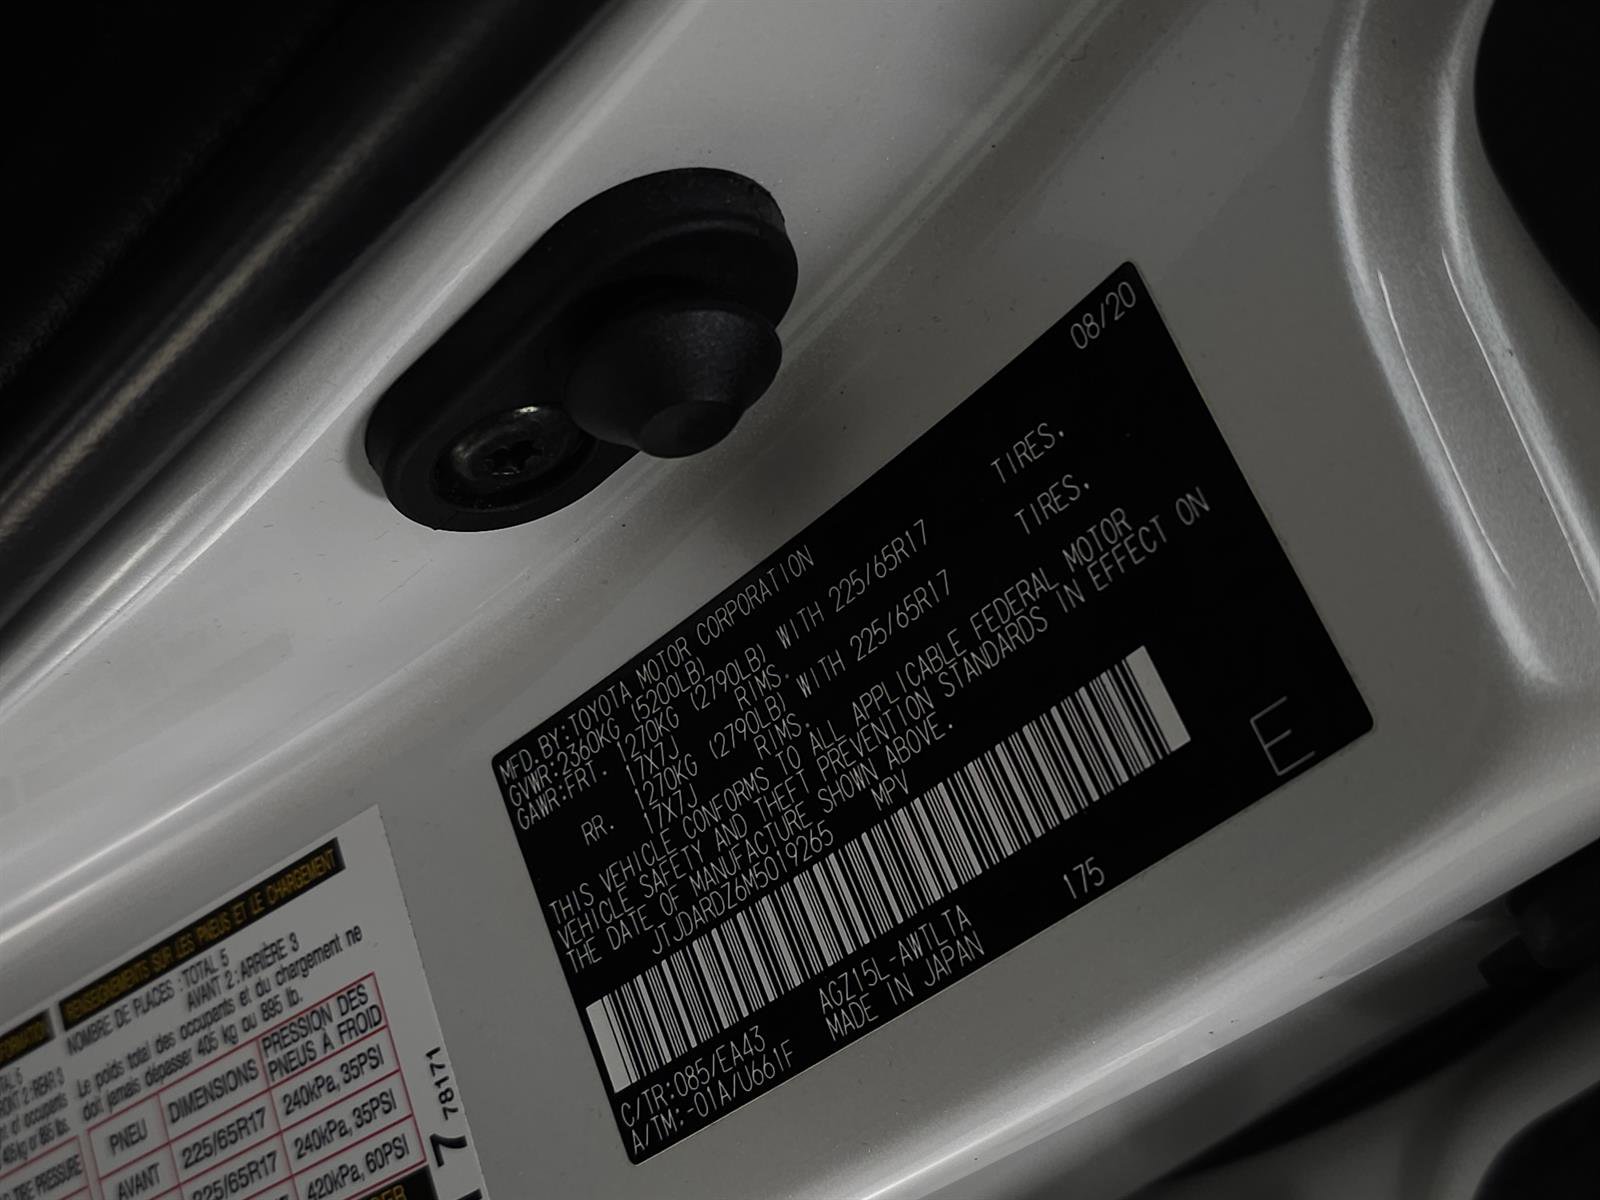 08/20
MFD.BY:TOYOTA MOTOR CORPORATION
GVWR:2360KG (5200LB)
GAWR:FRT. 1270KG (2790LB) WITH 225/65R17 TIRES.
17X7J RIMS.
RR. 1270KG (2790LB) WITH 225/65R17 TIRES.
17X7J RIMS.
THIS VEHICLE CONFORMS TO ALL APPLICABLE FEDERAL MOTOR
VEHICLE SAFETY AND THEFT PREVENTION STANDARDS IN EFFECT ON
THE DATE OF MANUFACTURE SHOWN ABOVE.
JTJDARDZ6M5019265 MPV
E
C/TR:085/EA43 AGZ15L-AWTLTA 175
A/TM:-01A/U661F MADE IN JAPAN
RENSEIGNEMENTS SUR LES PNEUS ET LE CHARGEMENT
NOMBRE DE PLACES : TOTAL 5
AVANT 2 : ARRIÈRE 3
Le poids total des occupants et du chargement ne
doit jamais dépasser 405 kg ou 895 lb.
PNEU DIMENSIONS PRESSION DES
PNEUS À FROID
AVANT 225/65R17 240kPa, 35PSI
225/65R17 240kPa, 35PSI
420kPa, 60PSI
7 78171